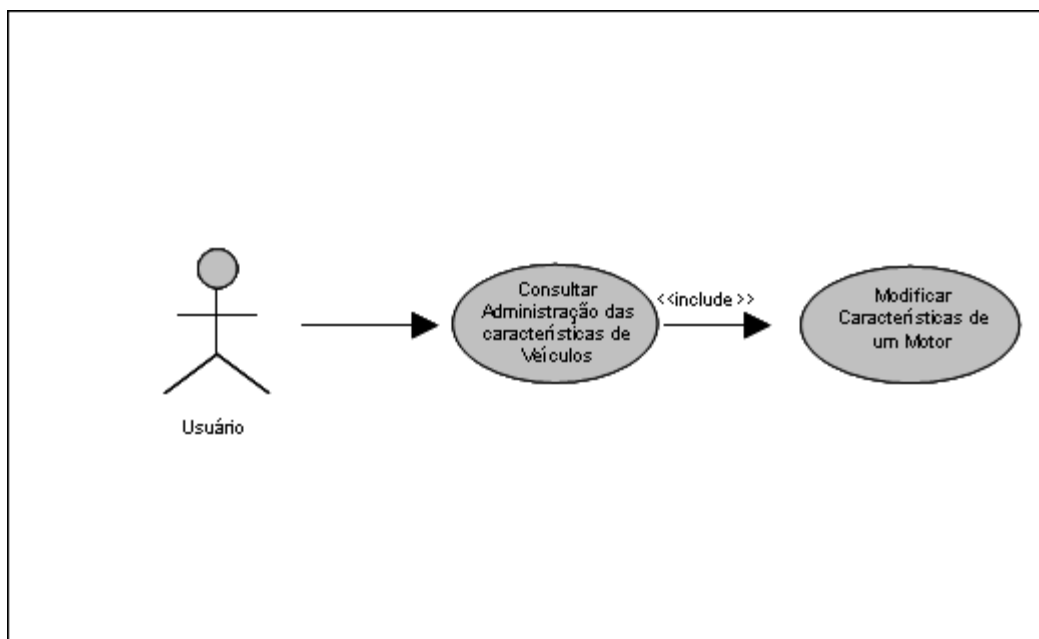 Usuário
Consultar
Administração das
características de
Veículos
<<include>>
Modificar
Características de
um Motor